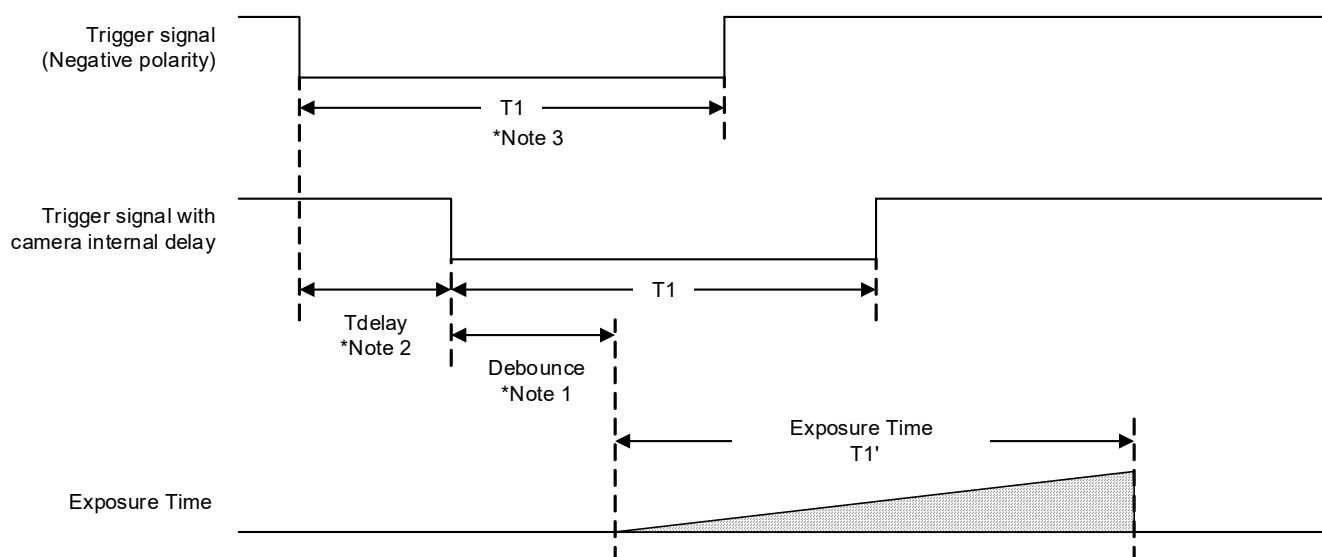 Trigger signal
(Negative polarity)
T1
*Note 3
Trigger signal with
camera internal delay
T1
Tdelay
*Note 2
Debounce
*Note 1
Exposure Time
T1'
Exposure Time